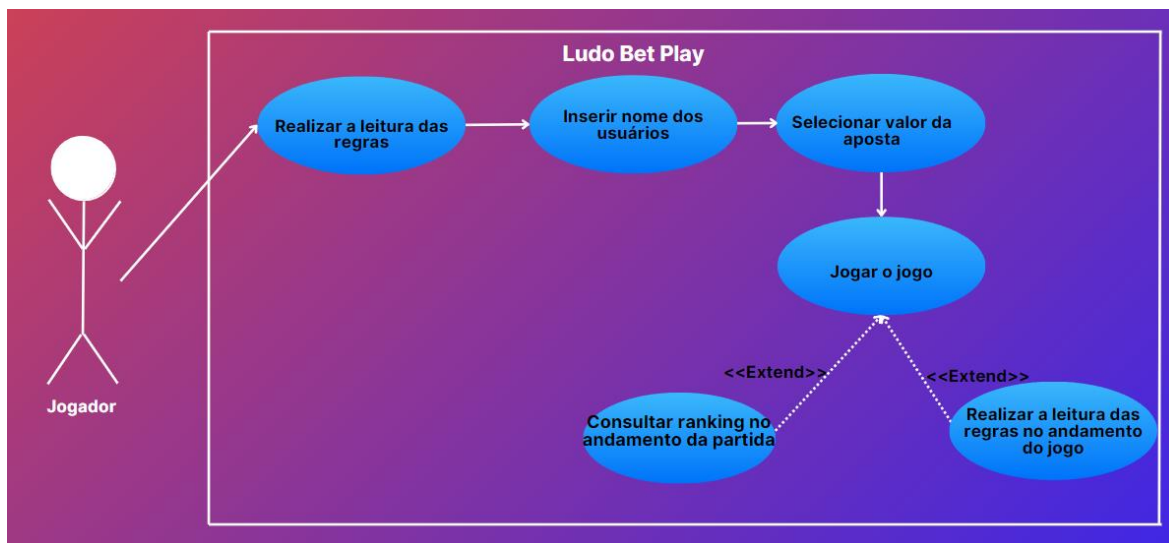 Ludo Bet Play
Realizar a leitura das
regras
Inserir nome dos
usuários
Selecionar valor da
aposta
Jogar o jogo
<<Extend>>
<<Extend>>
Jogador
Consultar ranking no
andamento da partida
Realizar a leitura das
regras no andamento
do jogo